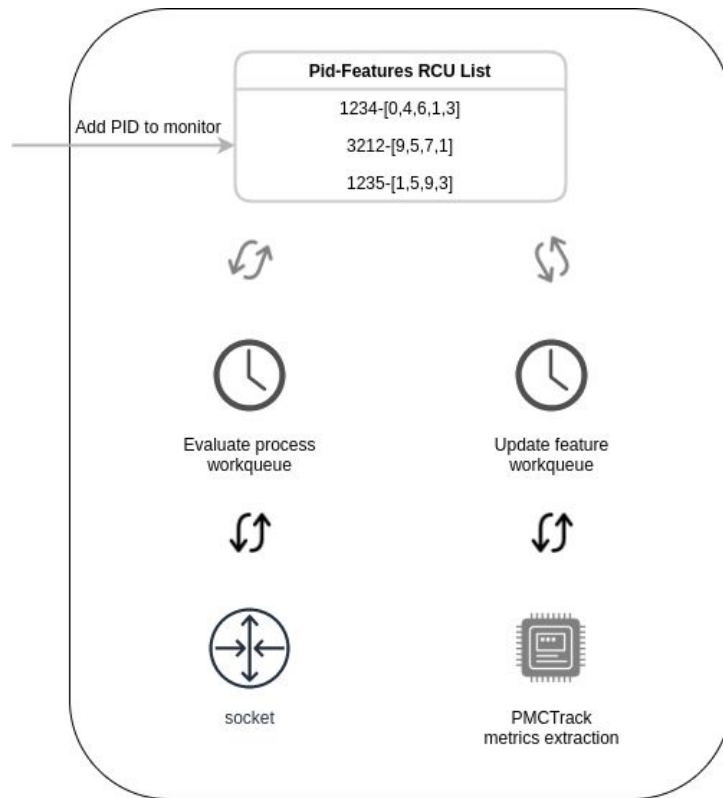 Pid-Features RCU List
1234-[0,4,6,1,3]
Add PID to monitor
3212-[9,5,7,1]
1235-[1,5,9,3]
Evaluate process
workqueue
Update feature
workqueue
socket
PMCTrack
metrics extraction